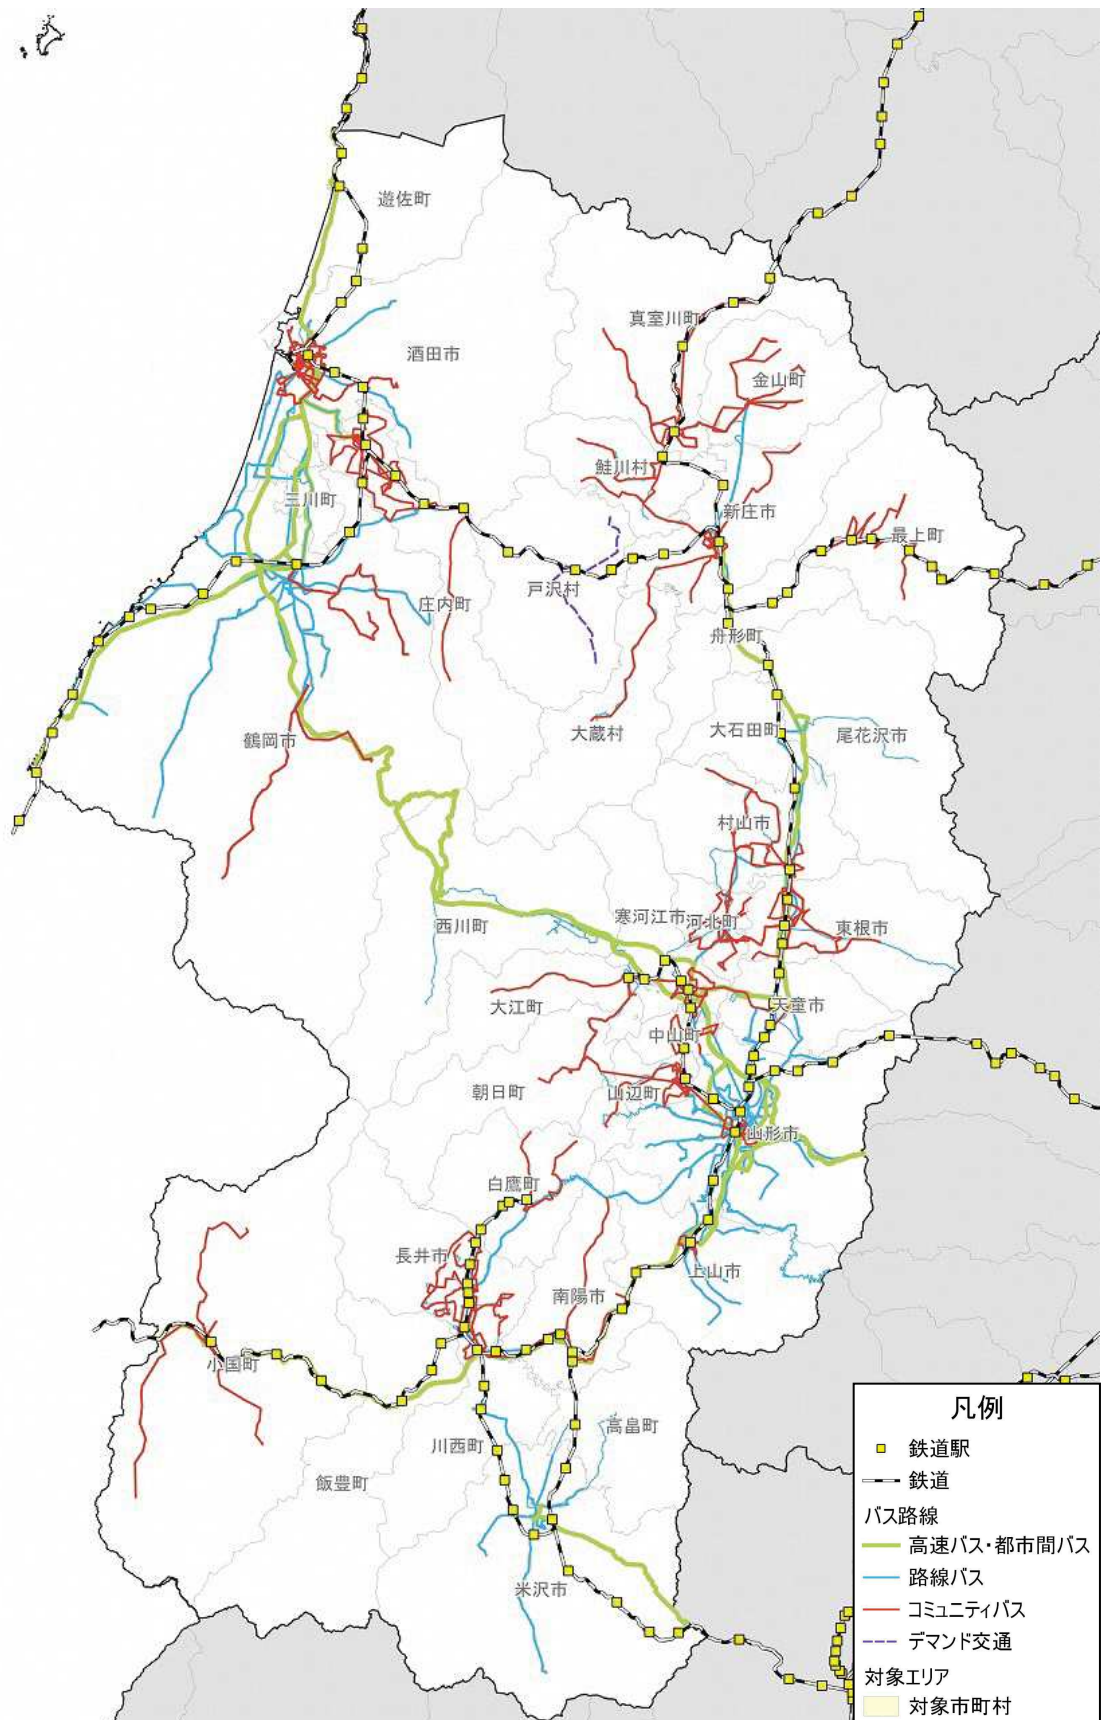 遊佐町
真室川町
酒田市
金山町
鮭川村
三川町
新庄市
最上町
戸沢村
庄内町
舟形町
大蔵村
大石田町
尾花沢市
鶴岡市
村山市
寒河江市
河北町
西川町
東根市
大江町
天童市
中山町
朝日町
山辺町
山形市
白鷹町
長井市
上山市
南陽市
小国町
高畠町
川西町
飯豊町
米沢市
凡例
鉄道駅
鉄道
バス路線
高速バス・都市間バス
路線バス
コミュニティバス
デマンド交通
対象エリア
対象市町村